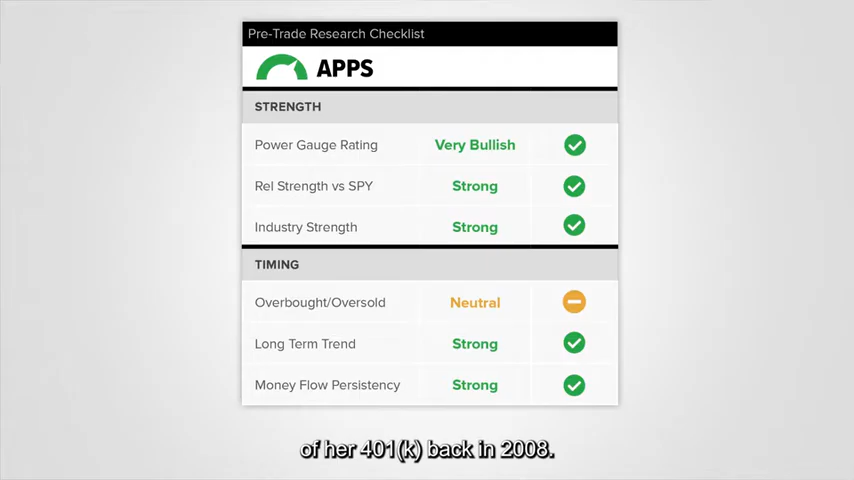 Pre-Trade Research Checklist
APPS
STRENGTH
Power Gauge Rating Very Bullish
Rel Strength vs SPY Strong
Industry Strength Strong
TIMING
Overbought/Oversold Neutral
Long Term Trend Strong
Money Flow Persistency Strong
of her 401(k) back in 2008.